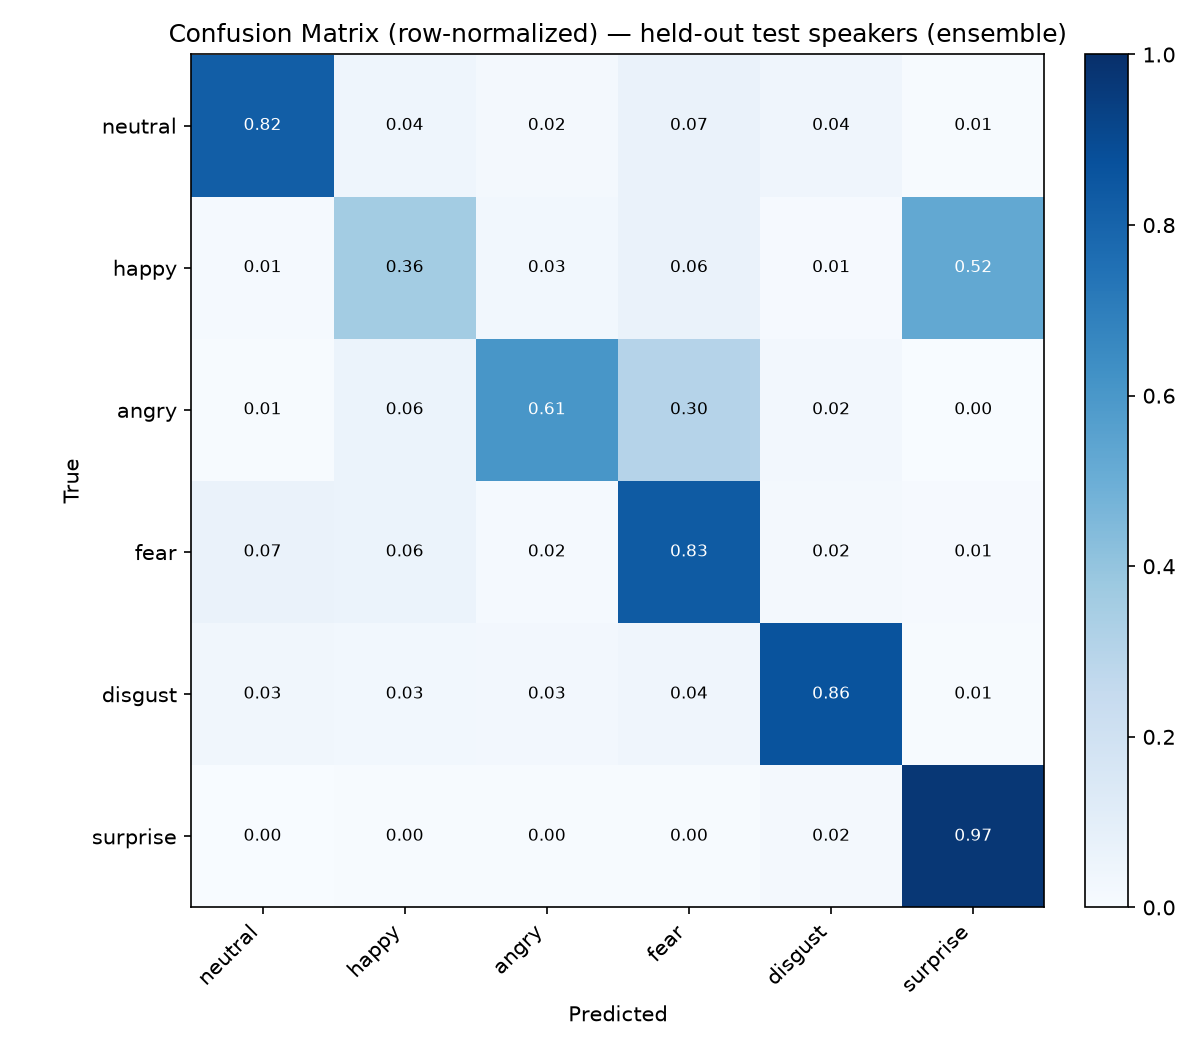 Confusion Matrix (row-normalized) — held-out test speakers (ensemble)
neutral 0.82 0.04 0.02 0.07 0.04 0.01
happy 0.01 0.36 0.03 0.06 0.01 0.52
angry 0.01 0.06 0.61 0.30 0.02 0.00
fear 0.07 0.06 0.02 0.83 0.02 0.01
disgust 0.03 0.03 0.03 0.04 0.86 0.01
surprise 0.00 0.00 0.00 0.00 0.02 0.97
True
neutral happy angry fear disgust surprise
Predicted
1.0
0.8
0.6
0.4
0.2
0.0